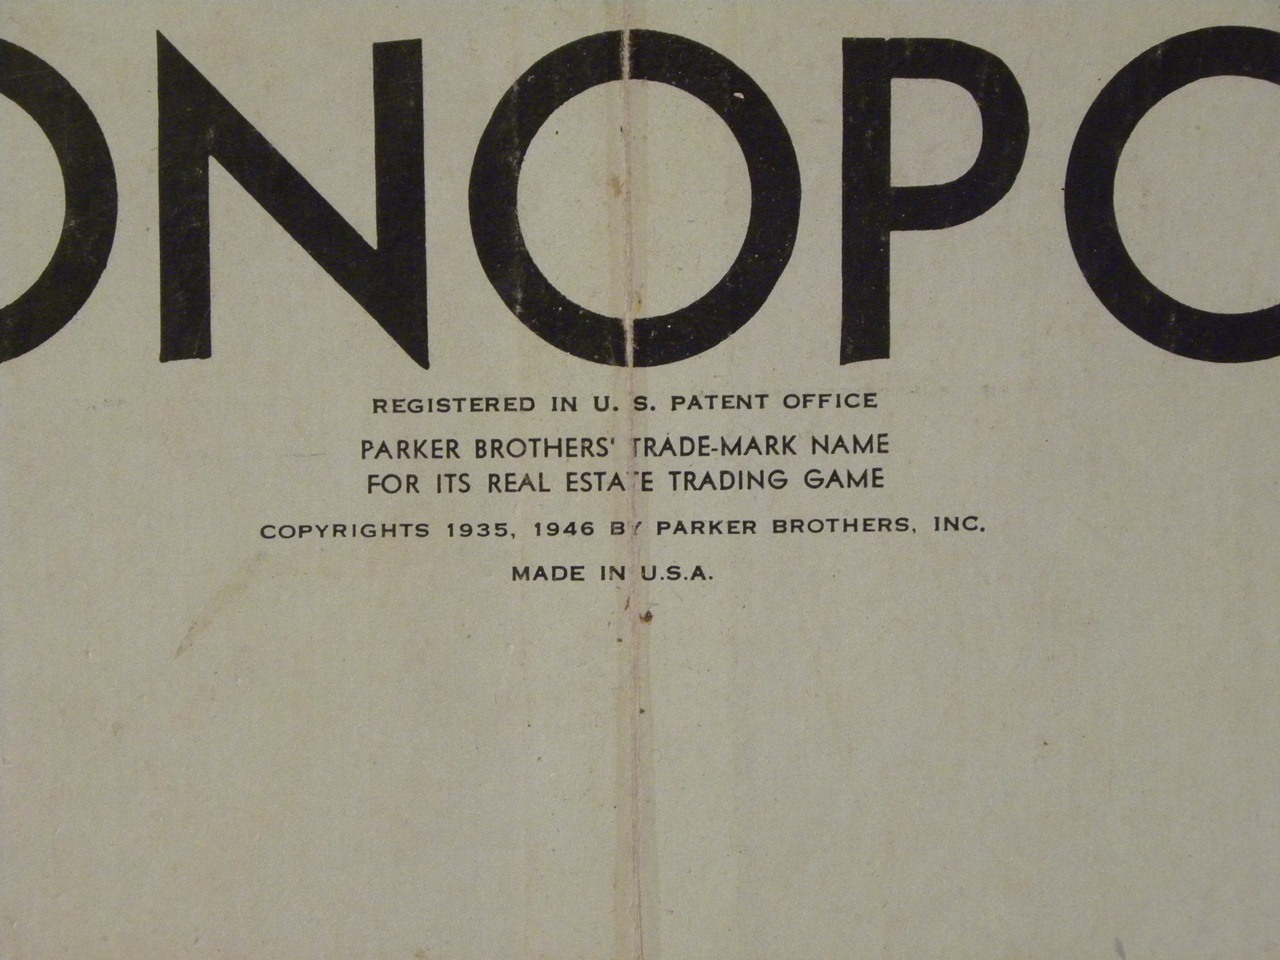 ONOPO
REGISTERED IN U. S. PATENT OFFICE
PARKER BROTHERS' TRADE-MARK NAME
FOR ITS REAL ESTATE TRADING GAME
COPYRIGHTS 1935, 1946 BY PARKER BROTHERS, INC.
MADE IN U.S.A.